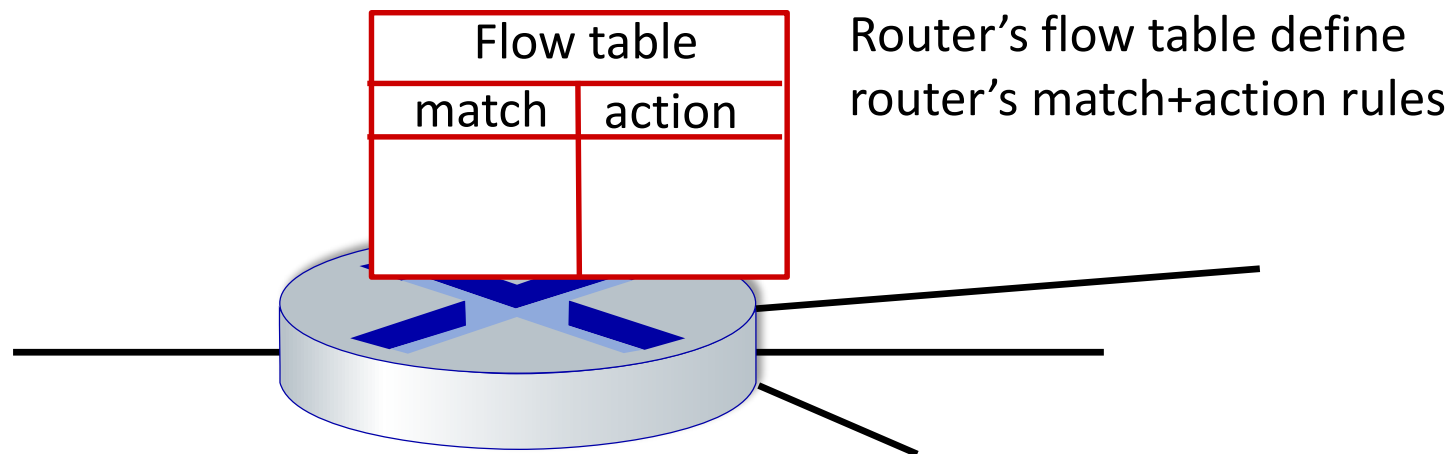 Flow table
match action
Router’s flow table define
router’s match+action rules